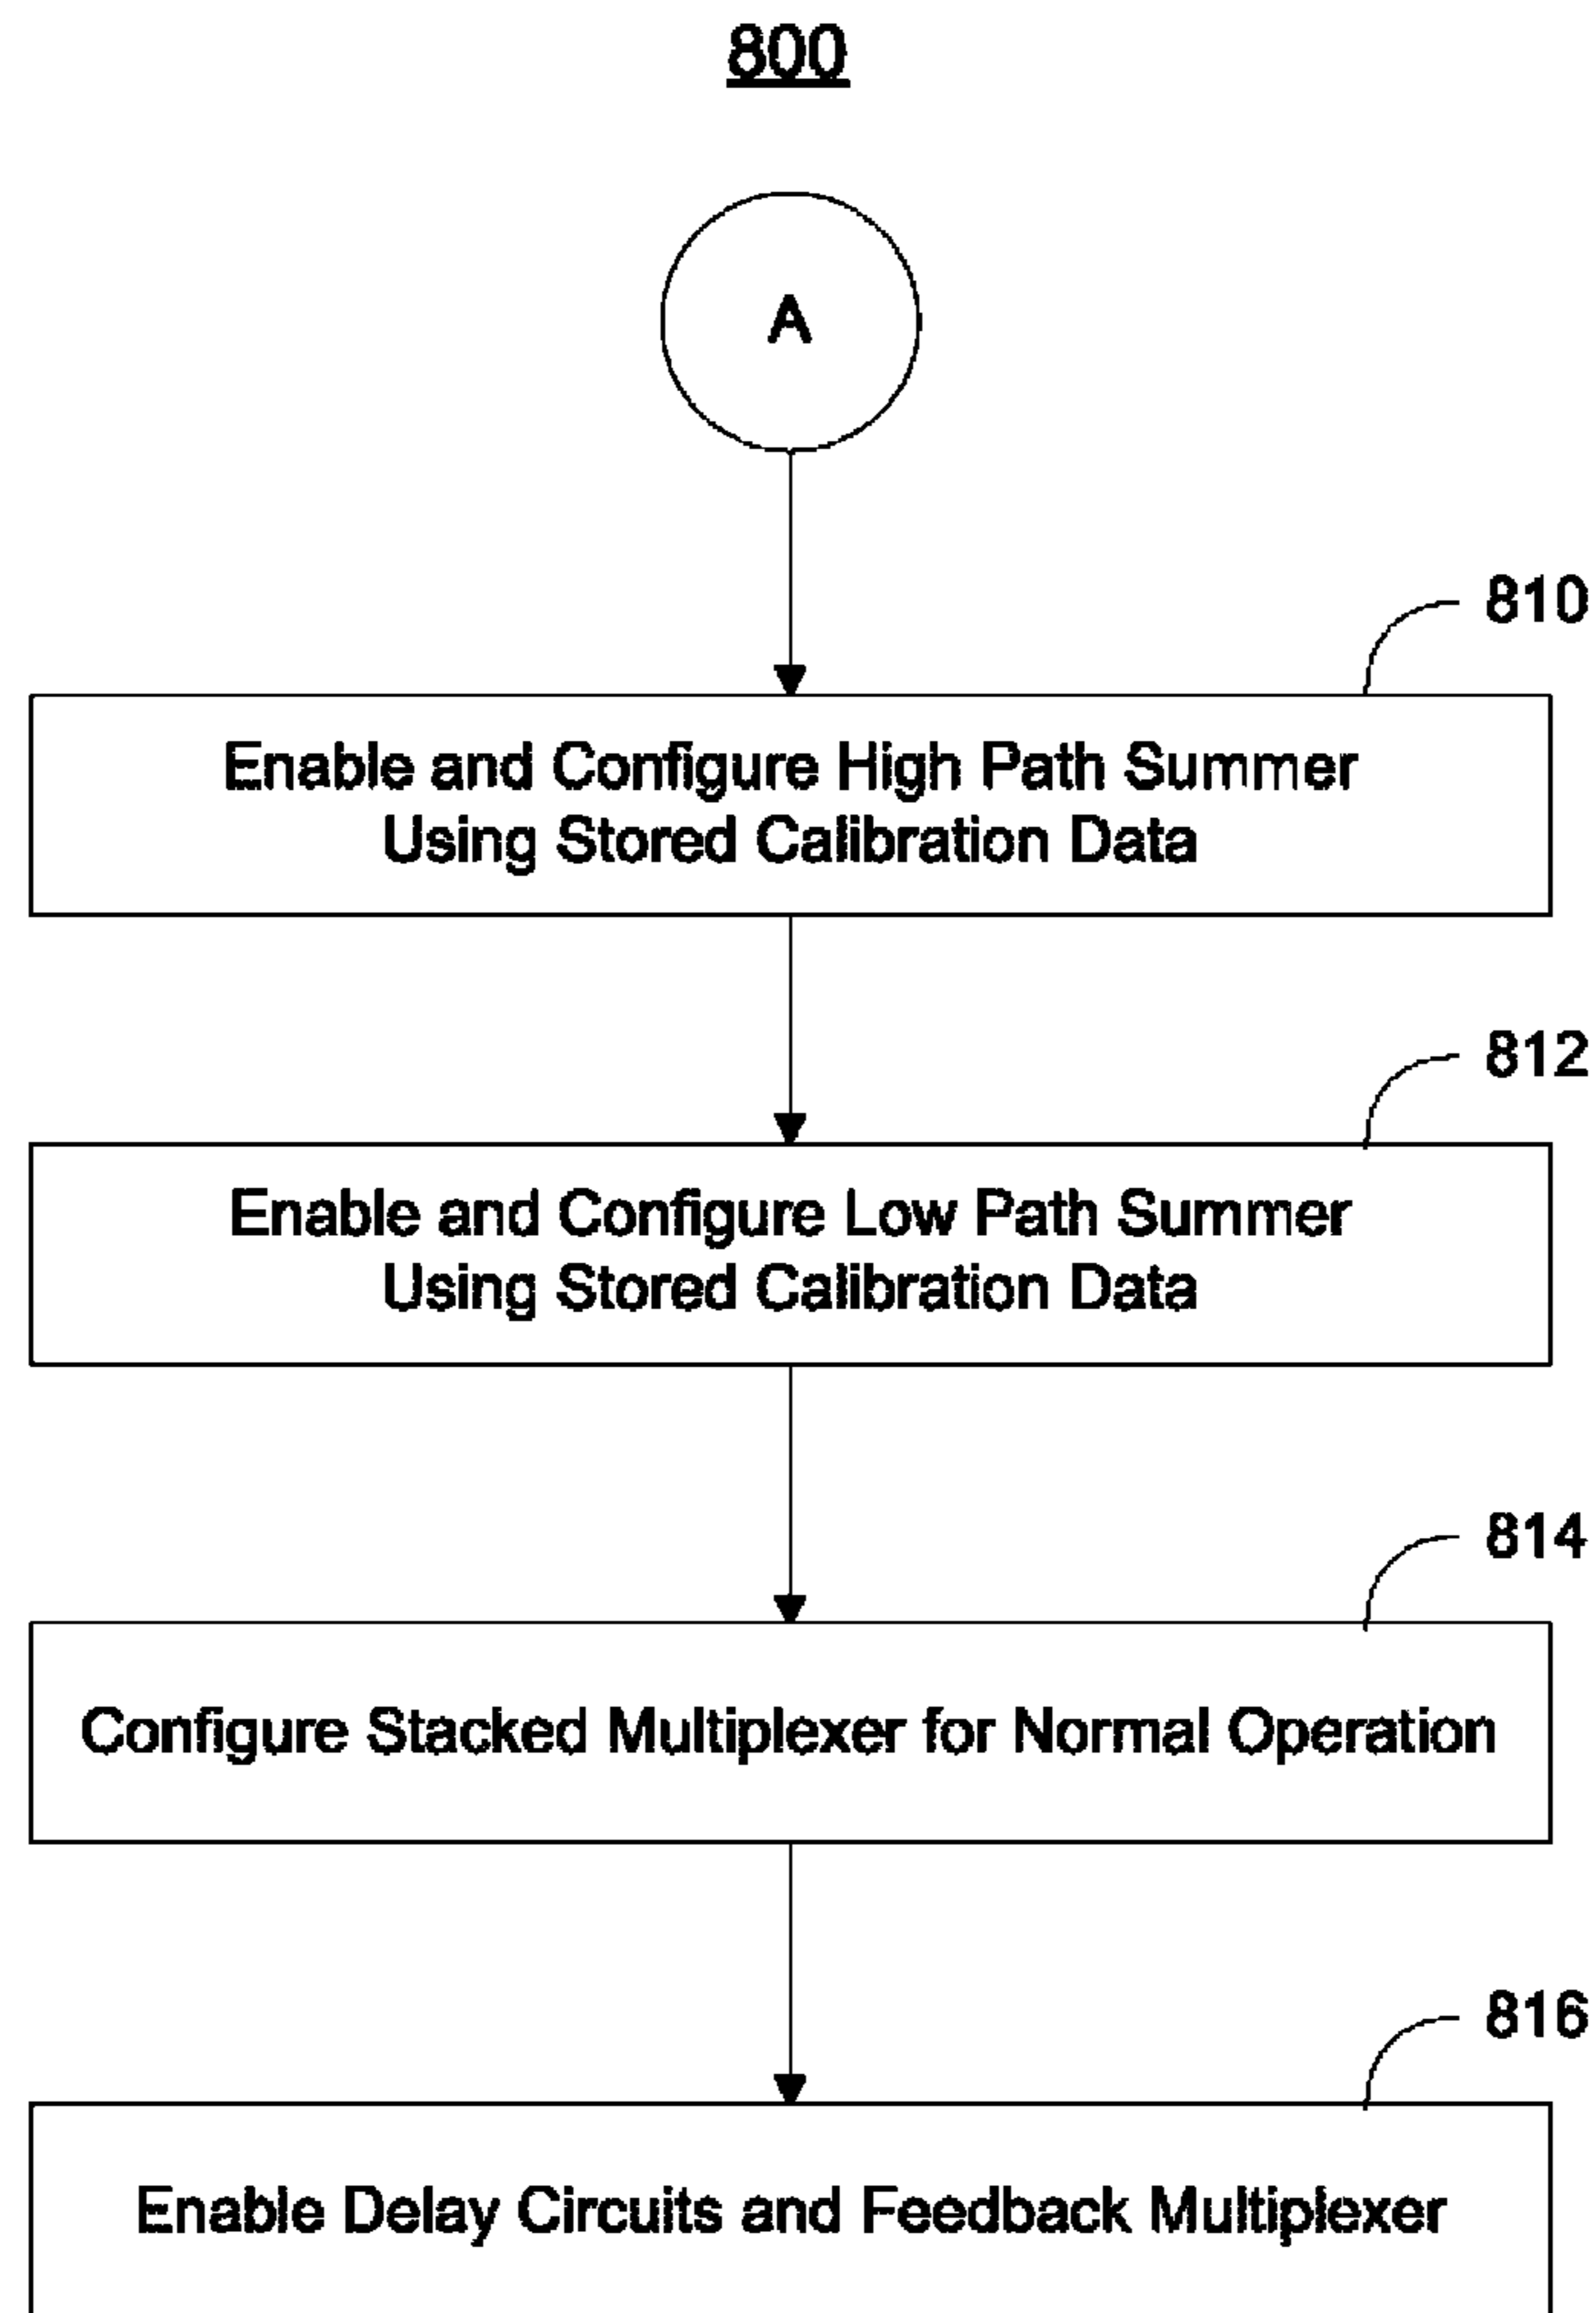 800
A
810
Enable and Configure High Path Summer
Using Stored Calibration Data
812
Enable and Configure Low Path Summer
Using Stored Calibration Data
814
Configure Stacked Multiplexer for Normal Operation
816
Enable Delay Circuits and Feedback Multiplexer